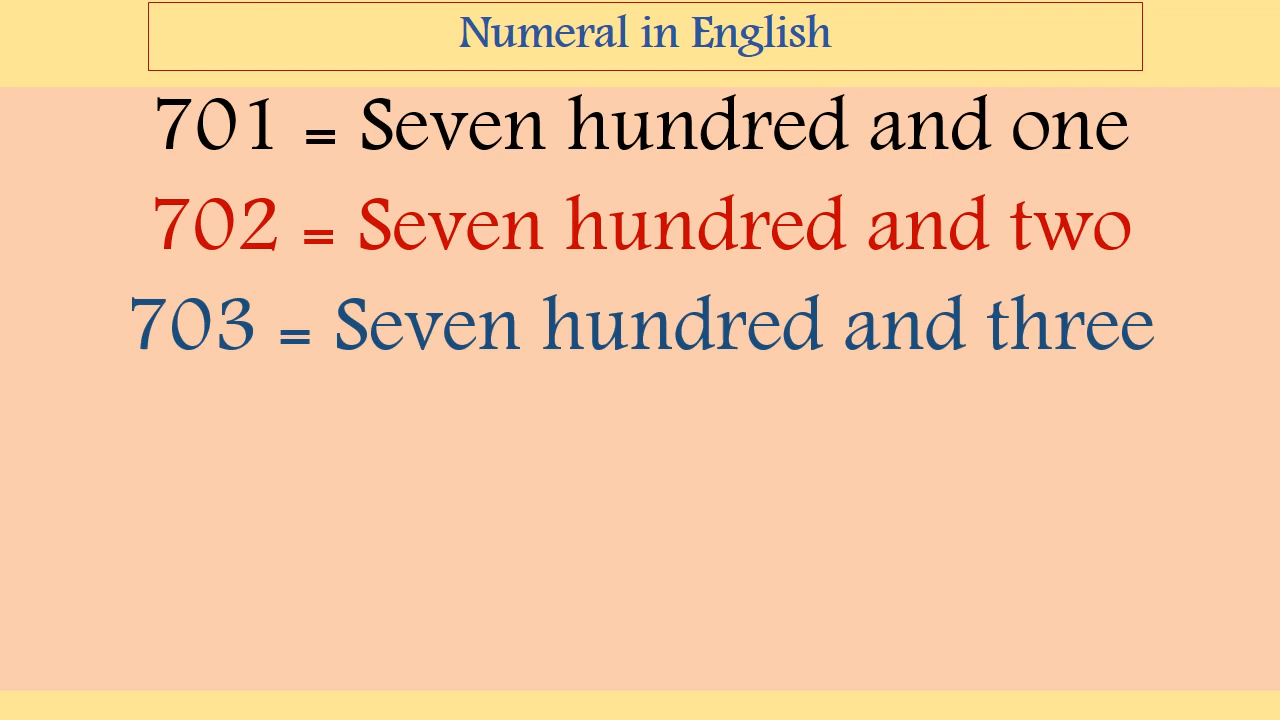 Numeral in English
701 = Seven hundred and one
702 = Seven hundred and two
703 = Seven hundred and three